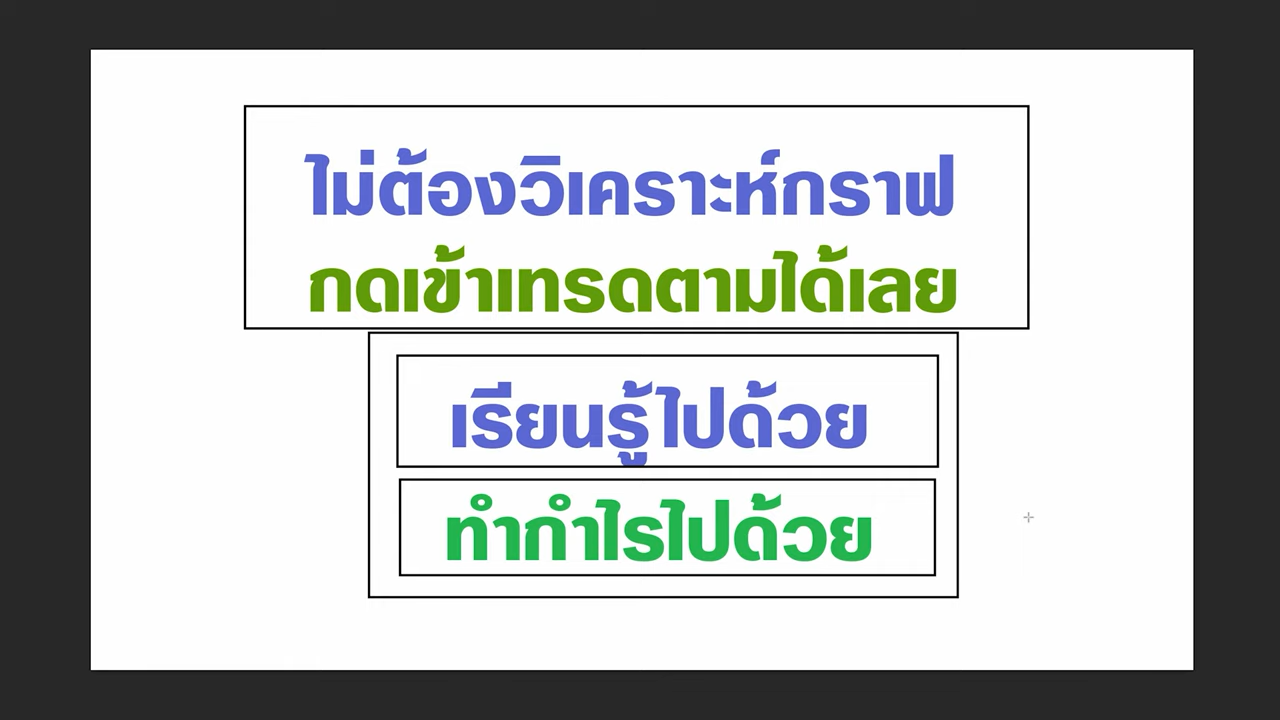 ไม่ต้องวิเคราะห์กราฟ
กดเข้าเทรดตามได้เลย
เรียนรู้ไปด้วย
ทำกำไรไปด้วย